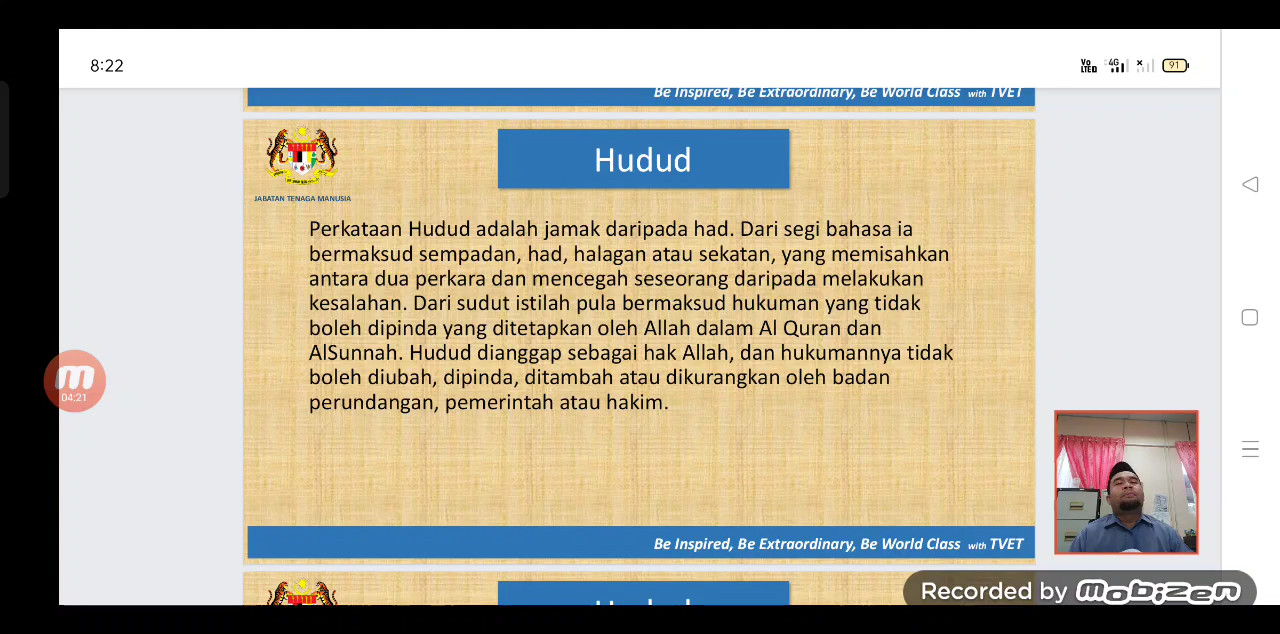 8:22
Vo
LTED
4G
91
Be Inspired, Be Extraordinary, Be World Class with TVET
Hudud
JABATAN TENAGA MANUSIA
Perkataan Hudud adalah jamak daripada had. Dari segi bahasa ia
bermaksud sempadan, had, halagan atau sekatan, yang memisahkan
antara dua perkara dan mencegah seseorang daripada melakukan
kesalahan. Dari sudut istilah pula bermaksud hukuman yang tidak
boleh dipinda yang ditetapkan oleh Allah dalam Al Quran dan
AlSunnah. Hudud dianggap sebagai hak Allah, dan hukumannya tidak
boleh diubah, dipinda, ditambah atau dikurangkan oleh badan
perundangan, pemerintah atau hakim.
04:21
Be Inspired, Be Extraordinary, Be World Class with TVET
Recorded by mobizen